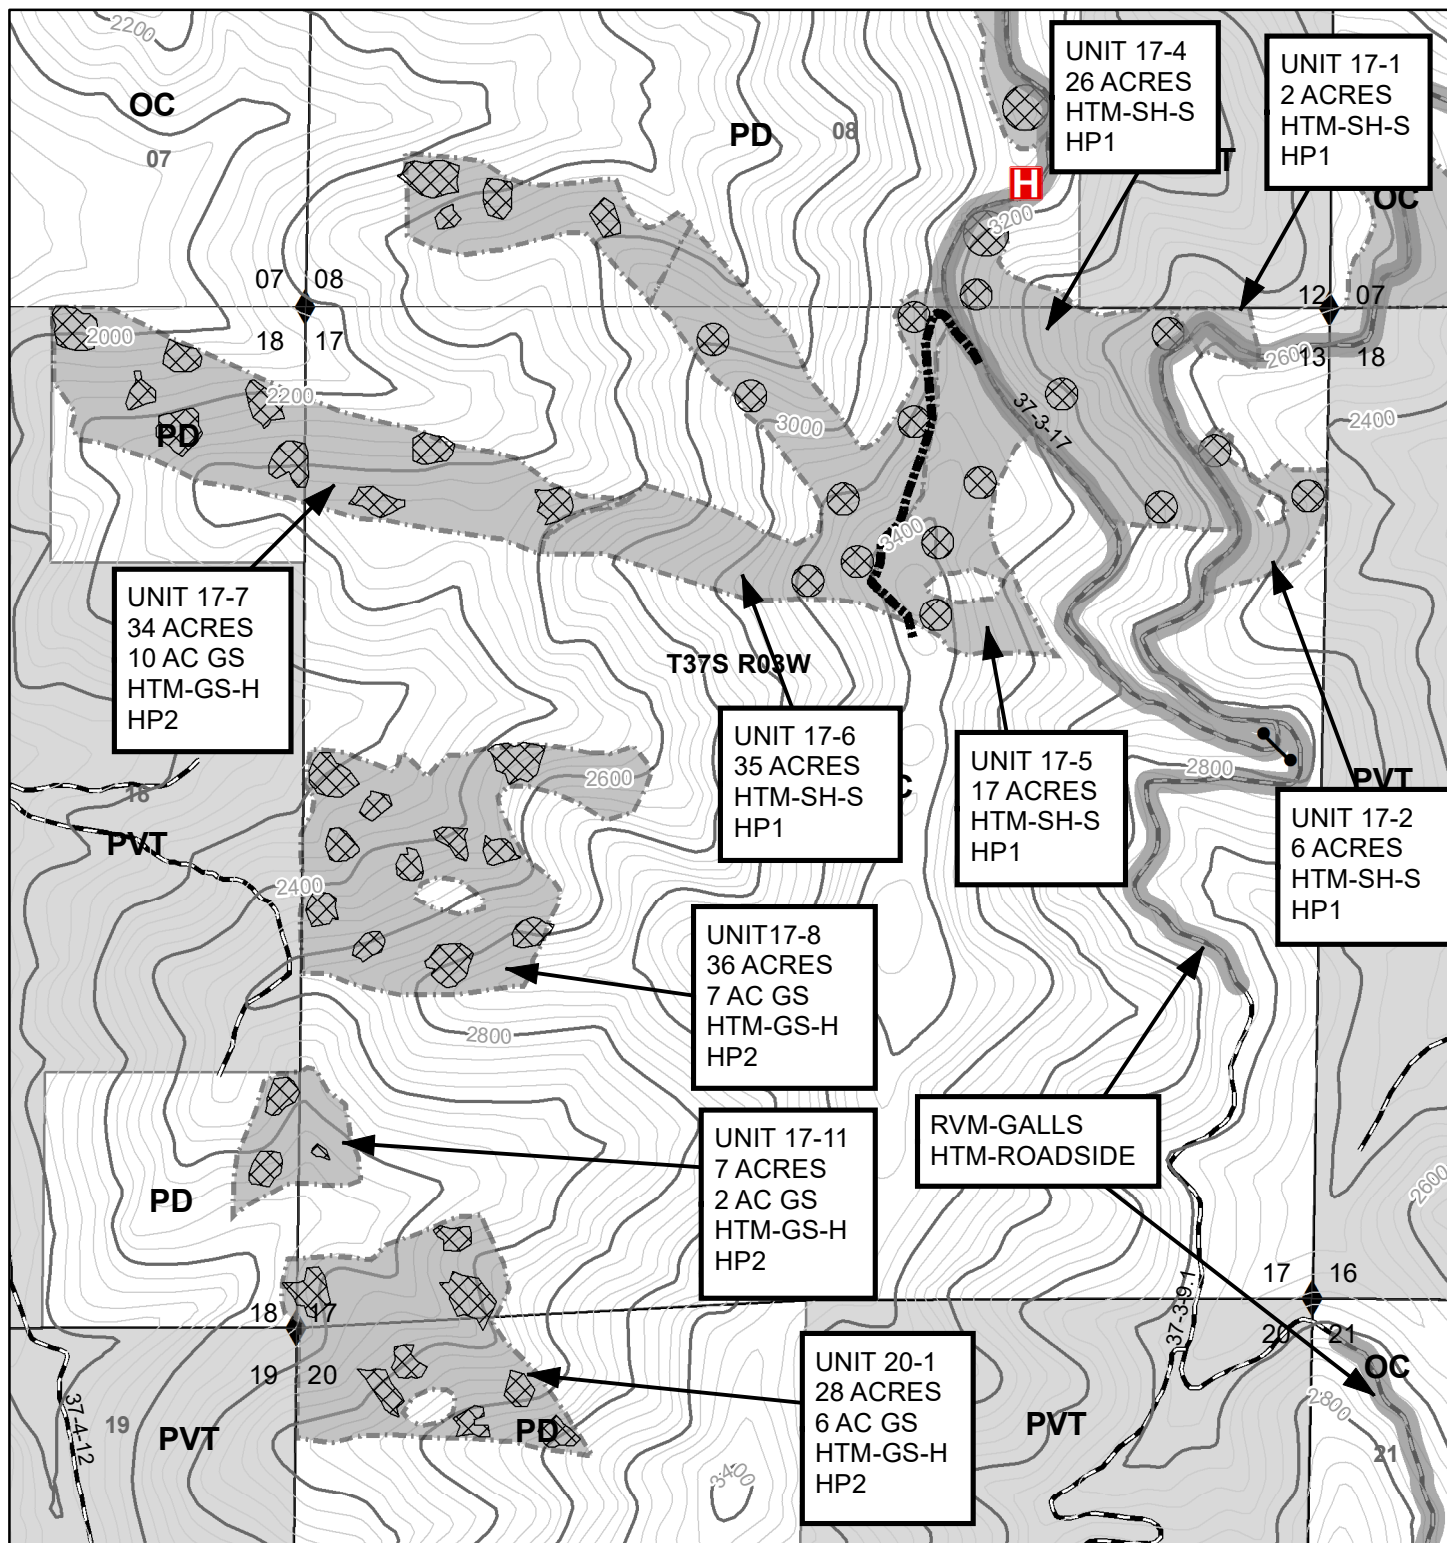 2200
OC
07
PD
08
UNIT 17-4
26 ACRES
HTM-SH-S
HP1
T
UNIT 17-1
2 ACRES
HTM-SH-S
HP1
OC
H
3200
07 08
18 17
12 07
13 18
2000
2200
PD
3000
37-3-17
2600
2400
3400
UNIT 17-7
34 ACRES
10 AC GS
HTM-GS-H
HP2
T37S R03W
UNIT 17-6
35 ACRES
HTM-SH-S
HP1
C
UNIT 17-5
17 ACRES
HTM-SH-S
HP1
2800
PVT
UNIT 17-2
6 ACRES
HTM-SH-S
HP1
2600
18
PVT
2400
UNIT17-8
36 ACRES
7 AC GS
HTM-GS-H
HP2
2800
UNIT 17-11
7 ACRES
2 AC GS
HTM-GS-H
HP2
RVM-GALLS
HTM-ROADSIDE
PD
2600
18 17
19 20
17 16
20 21
37-3-9.1
UNIT 20-1
28 ACRES
6 AC GS
HTM-GS-H
HP2
OC
2800
37-4-12
19
PVT
PD
PVT
21
3400